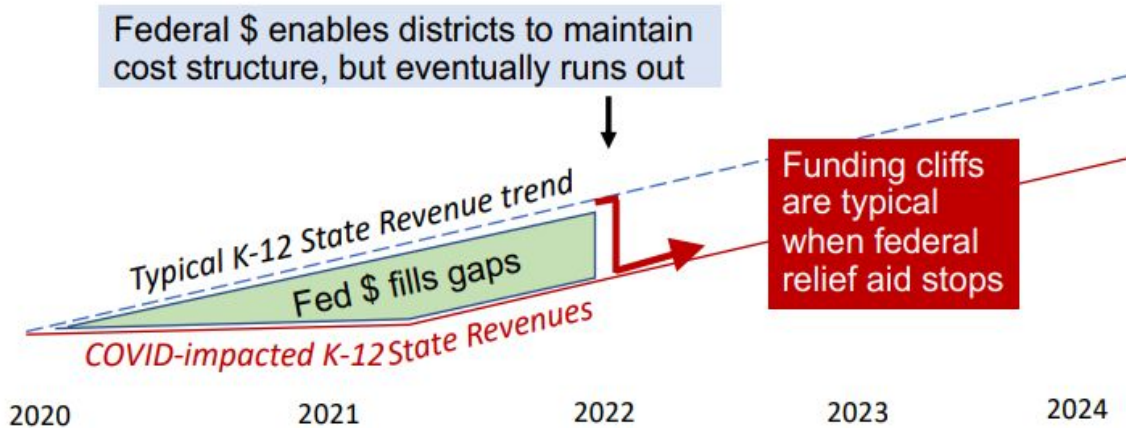 Federal $ enables districts to maintain
cost structure, but eventually runs out
Typical K-12 State Revenue trend
Fed $ fills gaps
COVID-impacted K-12 State Revenues
Funding cliffs
are typical
when federal
relief aid stops
2020
2021
2022
2023
2024